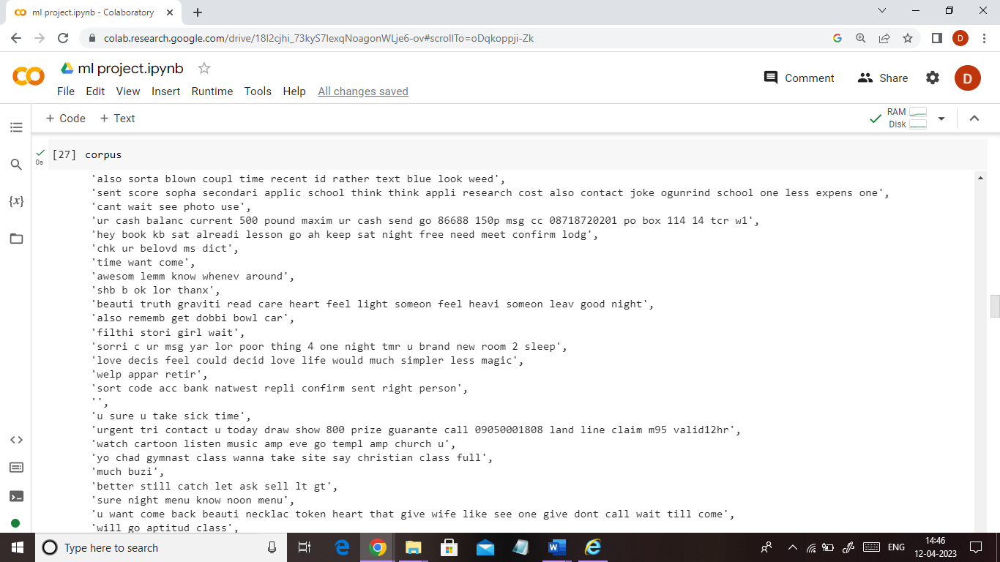 ml project.ipynb - Colaboratory
colab.research.google.com/drive/18l2cjhi_73kyS7lexqNoagonWLje6-ov#scrollTo=oDqkoppji-Zk
D
ml project.ipynb
Comment
Share
D
File Edit View Insert Runtime Tools Help All changes saved
+ Code + Text
RAM
Disk
{x}
0s
[27] corpus
'also sorta blown coupl time recent id rather text blue look weed',
'sent score sopha secondari applic school think think appli research cost also contact joke ogunrind school one less expens one',
'cant wait see photo use',
'ur cash balanc current 500 pound maxim ur cash send go 86688 150p msg cc 08718720201 po box 114 14 tcr w1',
'hey book kb sat alreadi lesson go ah keep sat night free need meet confirm lodg',
'chk ur belovd ms dict',
'time want come',
'awesom lemm know whenev around',
'shb b ok lor thanx',
'beauti truth graviti read care heart feel light someon feel heavi someon leav good night',
'also rememb get dobbi bowl car',
'filthi stori girl wait',
'sorri c ur msg yar lor poor thing 4 one night tmr u brand new room 2 sleep',
'love decis feel could decid love life would much simpler less magic',
'welp appar retir',
'sort code acc bank natwest repli confirm sent right person',
'',
'u sure u take sick time',
'urgent tri contact u today draw show 800 prize guarante call 09050001808 land line claim m95 valid12hr',
'watch cartoon listen music amp eve go templ amp church u',
'yo chad gymnast class wanna take site say christian class full',
'much buzi',
'better still catch let ask sell lt gt',
'sure night menu know noon menu',
'u want come back beauti necklac token heart that give wife like see one give dont call wait till come',
'will go aptitud class',
Type here to search
ENG
14:46
12-04-2023